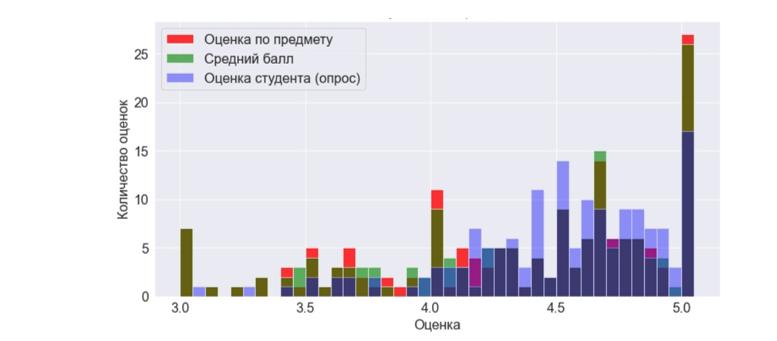 Оценка по предмету
Средний балл
Оценка студента (опрос)
Количество оценок
25
20
15
10
5
0
3.0 3.5 4.0 4.5 5.0
Оценка